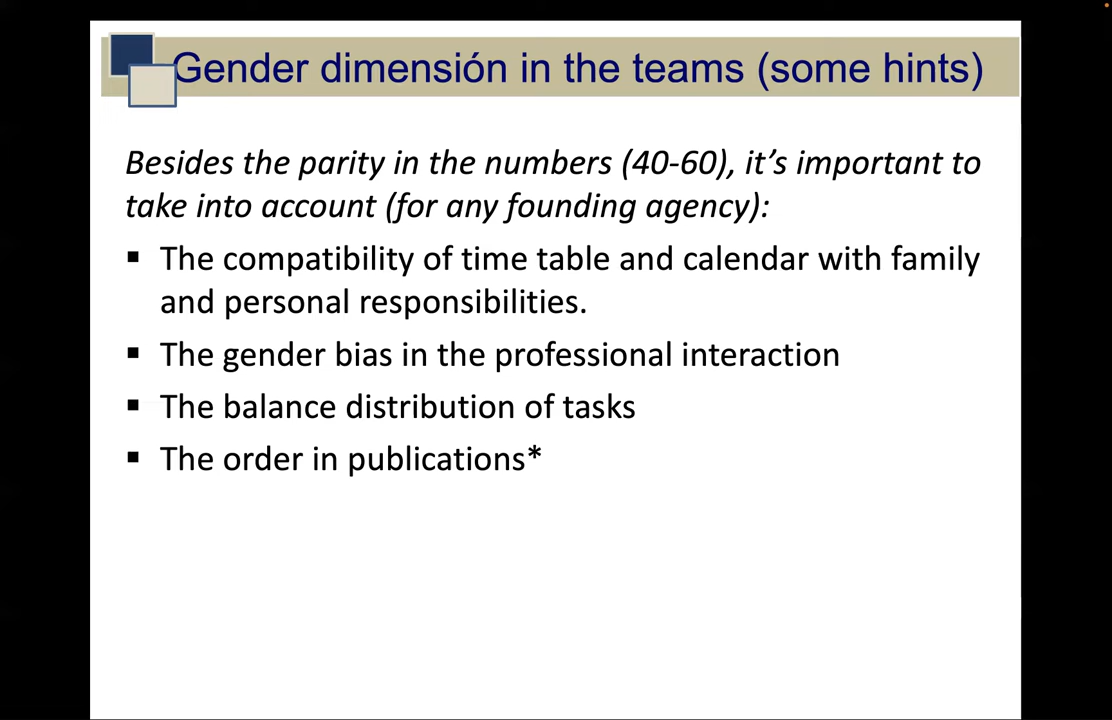 Gender dimensión in the teams (some hints)
Besides the parity in the numbers (40-60), it’s important to
take into account (for any founding agency):
▪ The compatibility of time table and calendar with family
and personal responsibilities.
▪ The gender bias in the professional interaction
▪ The balance distribution of tasks
▪ The order in publications*